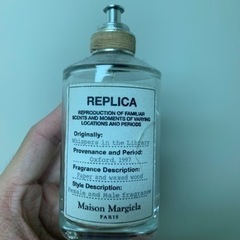 REPLICA
REPRODUCTION OF FAMILIAR
SCENTS AND MOMENTS OF VARYING
LOCATIONS AND PERIODS
Originally:
Whispers in the Library
Provenance and Period:
Oxford, 1997
Fragrance Description:
Paper and waxed wood
Style Description:
Female and Male fragrance
Maison Margiela
PARIS